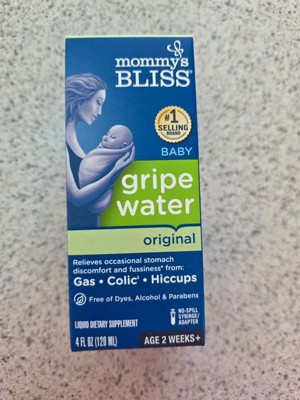 mommy's
BLISS®
#1
SELLING
BRAND
BABY
gripe
water
original
Relieves occasional stomach
discomfort and fussiness* from:
Gas • Colic† • Hiccups
Free of Dyes, Alcohol & Parabens
LIQUID DIETARY SUPPLEMENT
4 FL OZ (120 ML)
NO-SPILL
SYRINGE/
ADAPTER
AGE 2 WEEKS+